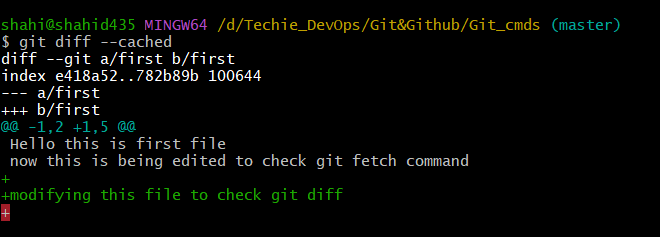 shahi@shahid435 MINGW64 /d/Techie_DevOps/Git&Github/Git_cmds (master)
$ git diff --cached
diff --git a/first b/first
index e418a52..782b89b 100644
--- a/first
+++ b/first
@@ -1,2 +1,5 @@
 Hello this is first file
 now this is being edited to check git fetch command
+
+modifying this file to check git diff
+